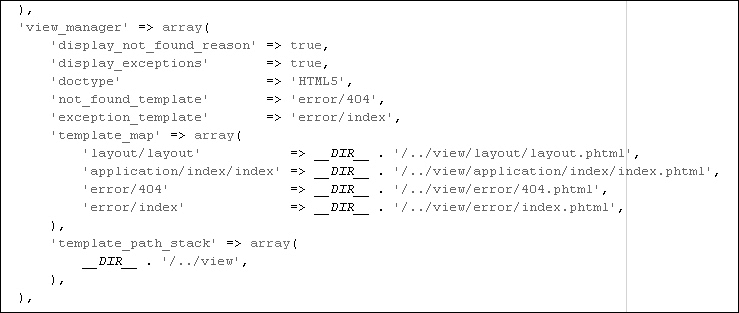 ),
'view_manager' => array(
    'display_not_found_reason' => true,
    'display_exceptions'       => true,
    'doctype'                  => 'HTML5',
    'not_found_template'       => 'error/404',
    'exception_template'       => 'error/index',
    'template_map' => array(
        'layout/layout'           => __DIR__ . '/../view/layout/layout.phtml',
        'application/index/index' => __DIR__ . '/../view/application/index/index.phtml',
        'error/404'               => __DIR__ . '/../view/error/404.phtml',
        'error/index'             => __DIR__ . '/../view/error/index.phtml',
    ),
    'template_path_stack' => array(
        __DIR__ . '/../view',
    ),
),